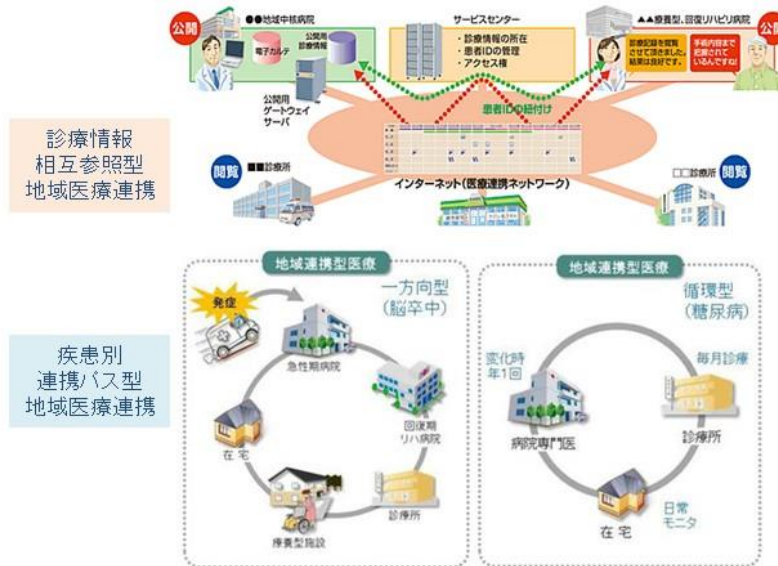 公開
●●地域中核病院
電子カルテ
公開用
診療情報
公開用
ゲートウェイ
サーバ
サービスセンター
・診療情報の所在
・患者IDの管理
・アクセス権
▲▲療養型、回復リハビリ病院
公開
診療記録を閲覧
させて頂きました。
結果は良好です。
手術内容まで
把握されて
いるんですね!
患者IDの紐付け
閲覧
■■診療所
インターネット(医療連携ネットワーク)
□□診療所
閲覧
診療情報
相互参照型
地域医療連携
疾患別
連携パス型
地域医療連携
地域連携型医療
一方向型
(脳卒中)
発症
急性期病院
回復期
リハ病院
診療所
療養型施設
在宅
地域連携型医療
循環型
(糖尿病)
変化時
年1回
毎月診療
病院専門医
診療所
在宅
日常
モニタ